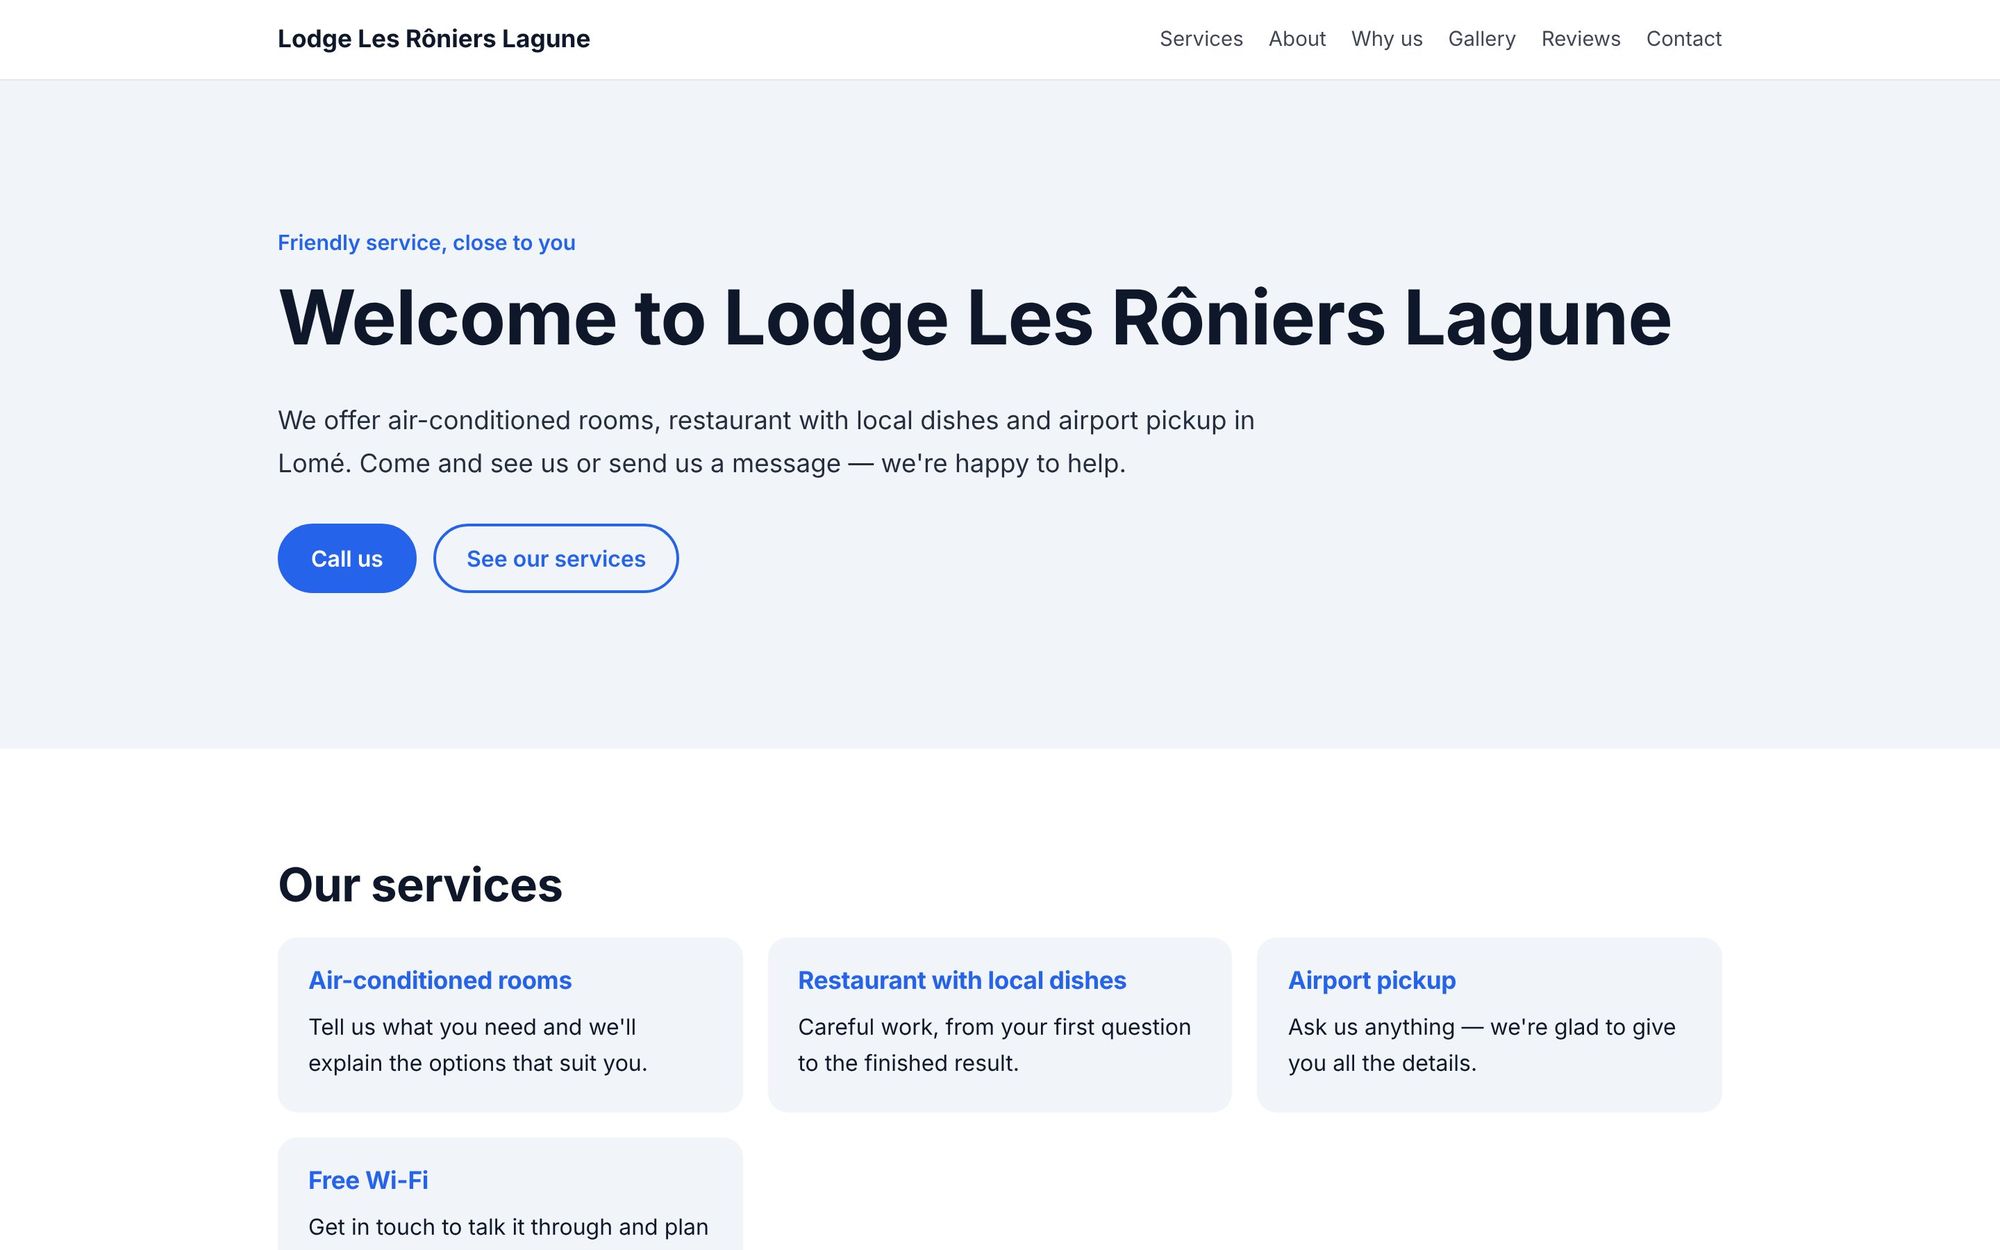 Lodge Les Rôniers Lagune
Services About Why us Gallery Reviews Contact
Friendly service, close to you
Welcome to Lodge Les Rôniers Lagune
We offer air-conditioned rooms, restaurant with local dishes and airport pickup in
Lomé. Come and see us or send us a message — we're happy to help.
Call us
See our services
Our services
Air-conditioned rooms
Tell us what you need and we'll
explain the options that suit you.
Restaurant with local dishes
Careful work, from your first question
to the finished result.
Airport pickup
Ask us anything — we're glad to give
you all the details.
Free Wi-Fi
Get in touch to talk it through and plan